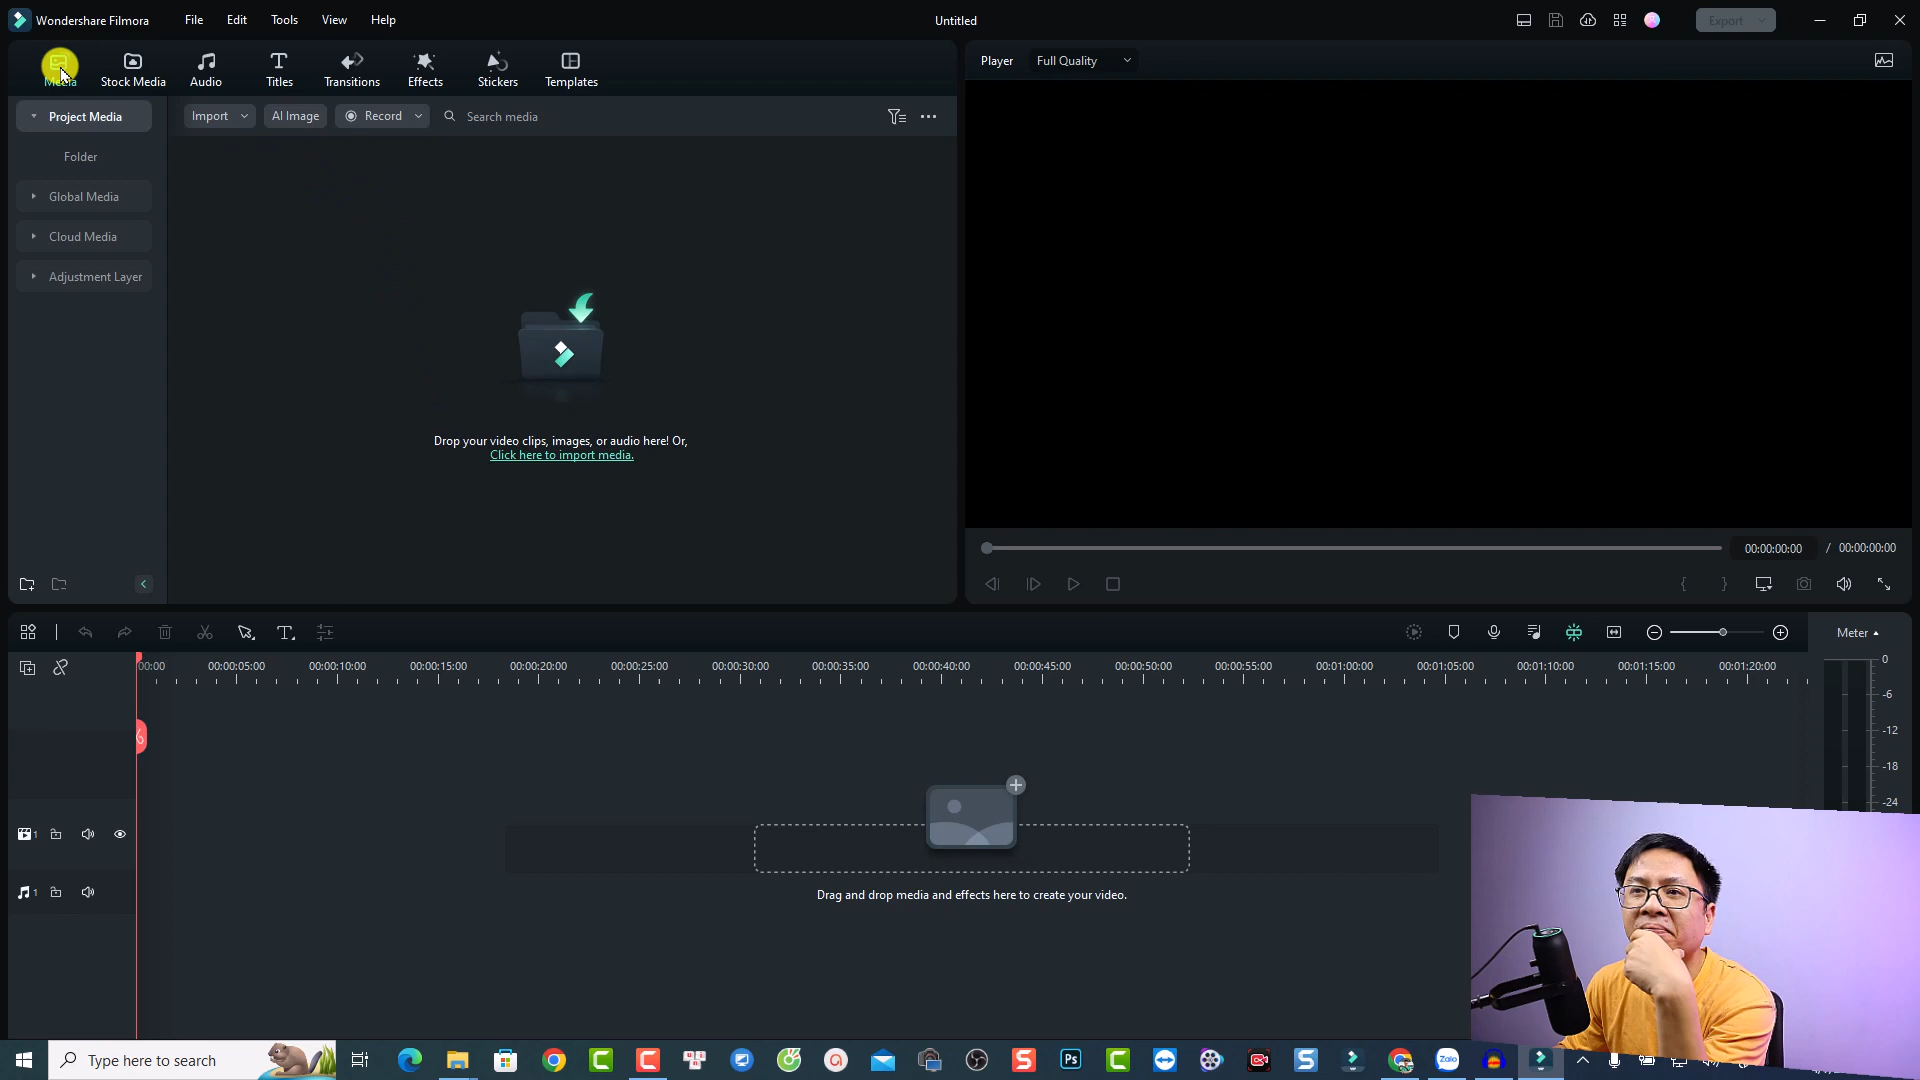 Wondershare Filmora
File
Edit
Tools
View
Help
Untitled
Export
Media
Stock Media
Audio
Titles
Transitions
Effects
Stickers
Templates
Player
Full Quality
Project Media
Import
AI Image
Record
Search media
Folder
Global Media
Cloud Media
Adjustment Layer
Drop your video clips, images, or audio here! Or,
Click here to import media.
00:00:00:00 / 00:00:00:00
Meter
00:00
00:00:05:00
00:00:10:00
00:00:15:00
00:00:20:00
00:00:25:00
00:00:30:00
00:00:35:00
00:00:40:00
00:00:45:00
00:00:50:00
00:00:55:00
00:01:00:00
00:01:05:00
00:01:10:00
00:01:15:00
00:01:20:00
0
-6
-12
-18
-24
1
1
Drag and drop media and effects here to create your video.
Type here to search
Ps
Zalo